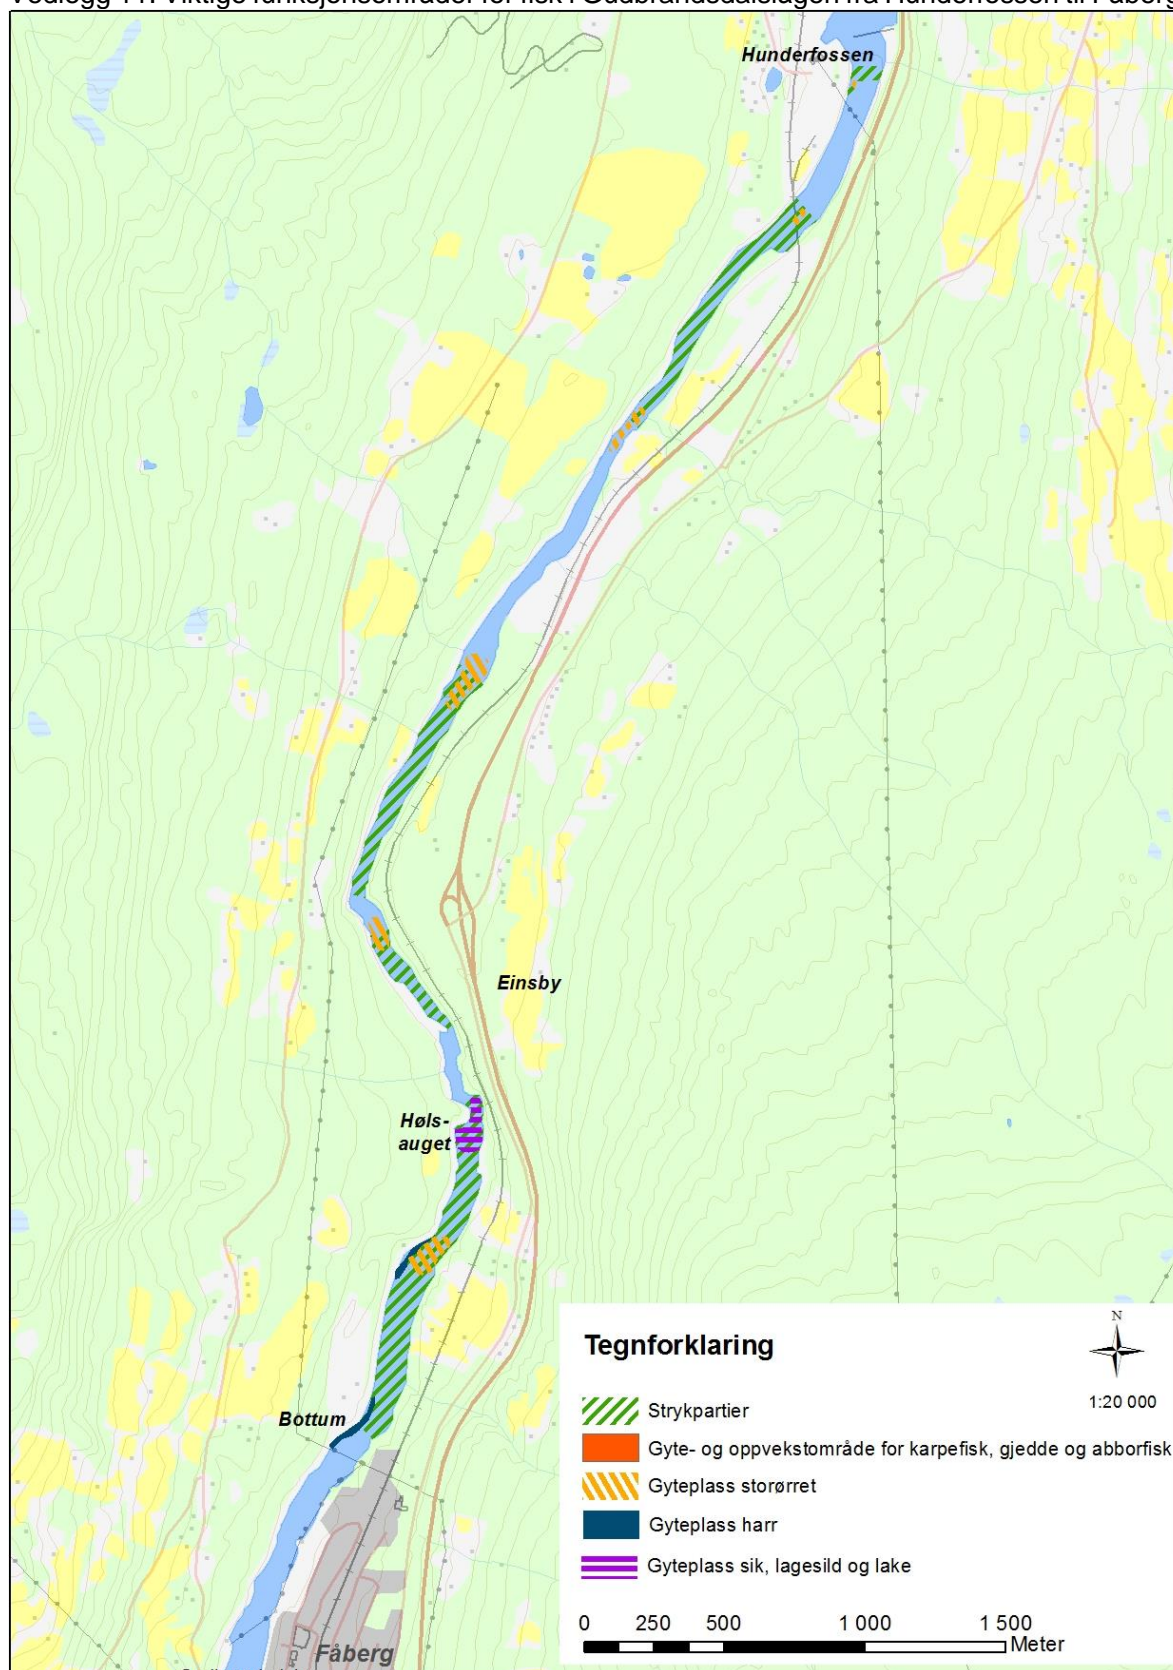 Vedlegg 11. Viktige funksjonsområder for fisk i Gudbrandsdalslågen fra Hunderfossen til Fåberg
Hunderfossen
Einsby
Høls-
auget
Bottum
Fåberg
Tegnforklaring
N
1:20 000
Strykpartier
Gyte- og oppvekstområde for karpefisk, gjedde og abborfisk
Gyteplass storørret
Gyteplass harr
Gyteplass sik, lagesild og lake
0 250 500 1 000 1 500
Meter